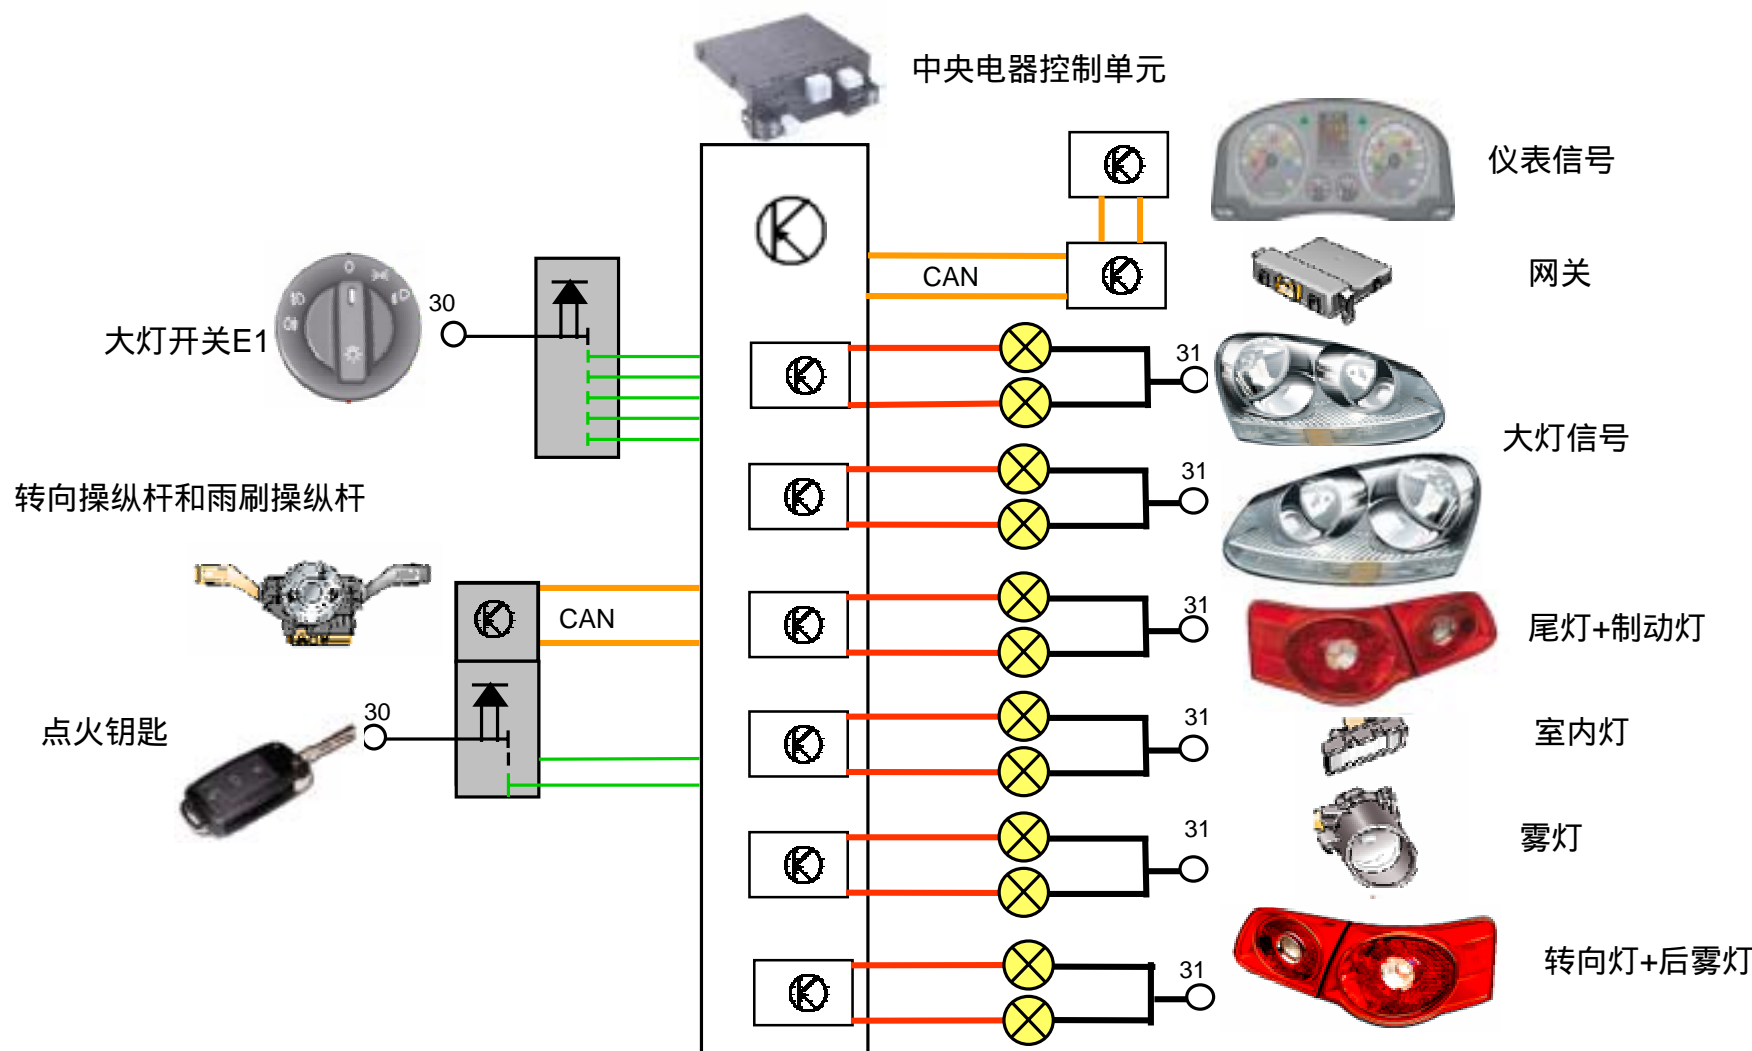 中央电器控制单元
仪表信号
CAN
网关
30
大灯开关E1
31
大灯信号
31
转向操纵杆和雨刷操纵杆
CAN
31
尾灯+制动灯
点火钥匙
30
31
室内灯
31
雾灯
31
转向灯+后雾灯